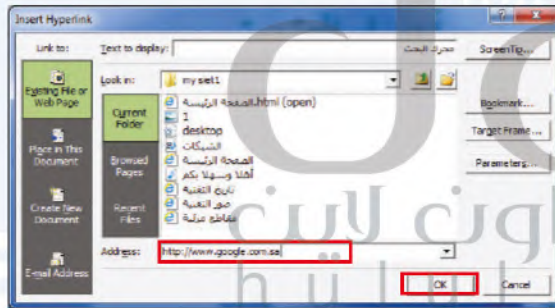 Insert Hyperlink
Link to:
Text to display:
محرك البحث
ScreenTip...
Existing File or Web Page
Look in:
my siet1
Bookmark...
Current Folder
الصفحة الرئيسة.html (open)
1
desktop
الشبكات
الصفحة الرئيسة
أهلا وسهلا بكم
تاريخ التقنية
صور التقنية
مقاطع مرئية
Place in This Document
Target Frame...
Browsed Pages
Parameters...
Create New Document
Recent Files
E-mail Address
Address:
http://www.google.com.sa
OK
Cancel